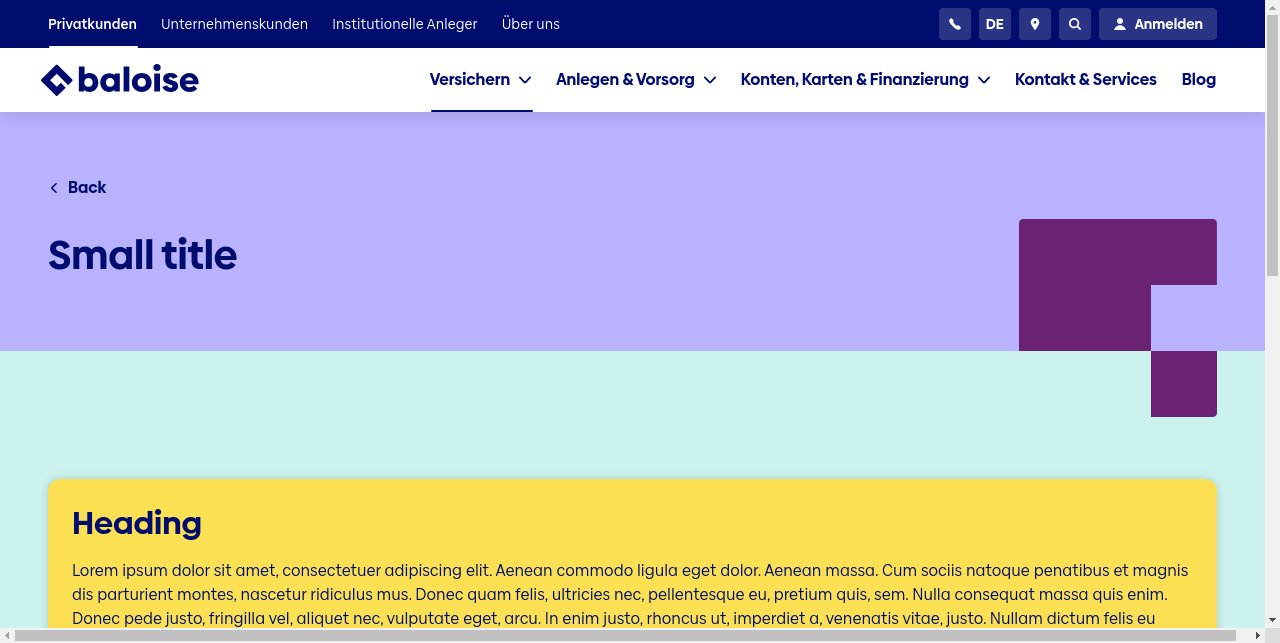 Privatkunden Unternehmenskunden Institutionelle Anleger Über uns DE Anmelden
baloise Versichern Anlegen & Vorsorg Konten, Karten & Finanzierung Kontakt & Services Blog
Back
Small title
Heading
Lorem ipsum dolor sit amet, consectetuer adipiscing elit. Aenean commodo ligula eget dolor. Aenean massa. Cum sociis natoque penatibus et magnis
dis parturient montes, nascetur ridiculus mus. Donec quam felis, ultricies nec, pellentesque eu, pretium quis, sem. Nulla consequat massa quis enim.
Donec pede justo, fringilla vel, aliquet nec, vulputate eget, arcu. In enim justo, rhoncus ut, imperdiet a, venenatis vitae, justo. Nullam dictum felis eu